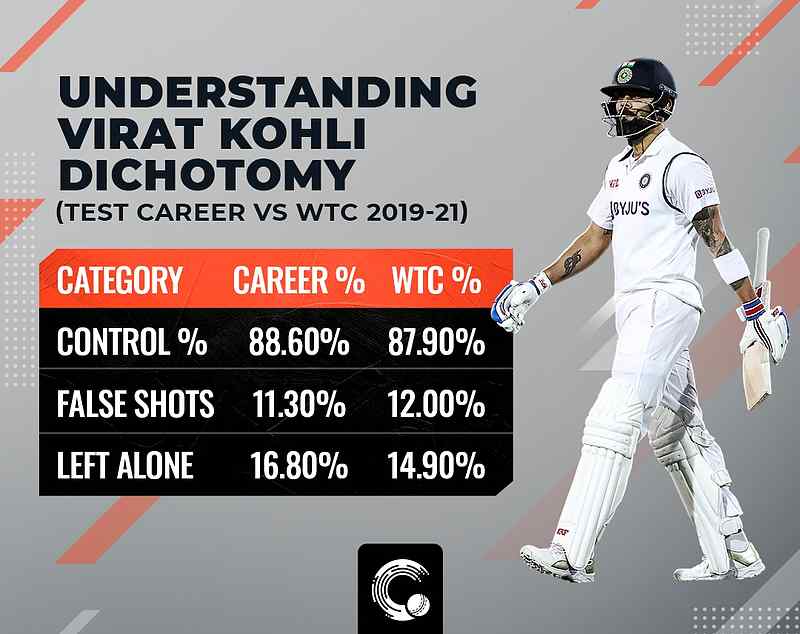 UNDERSTANDING
VIRAT KOHLI
DICHOTOMY
(TEST CAREER VS WTC 2019-21)
CATEGORY CAREER % WTC %
CONTROL % 88.60% 87.90%
FALSE SHOTS 11.30% 12.00%
LEFT ALONE 16.80% 14.90%
BYJU'S
BYJU'S